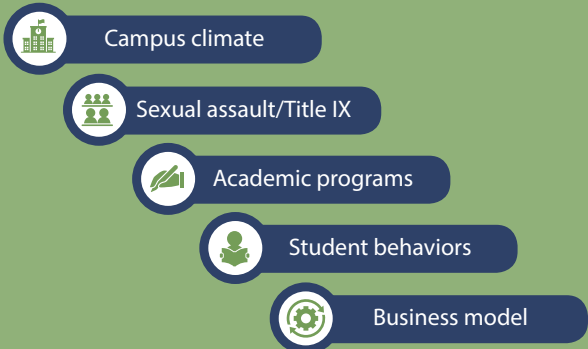 Campus climate
Sexual assault/Title IX
Academic programs
Student behaviors
Business model